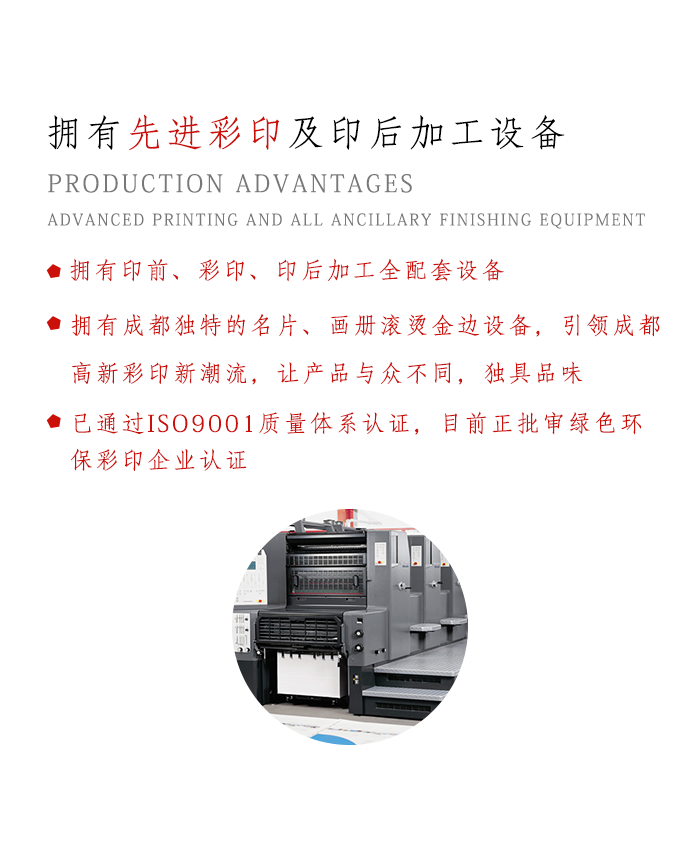 拥有先进彩印及印后加工设备
PRODUCTION ADVANTAGES
ADVANCED PRINTING AND ALL ANCILLARY FINISHING EQUIPMENT
拥有印前、彩印、印后加工全配套设备
拥有成都独特的名片、画册滚烫金边设备，引领成都
高新彩印新潮流，让产品与众不同，独具品味
已通过ISO9001质量体系认证，目前正批审绿色环
保彩印企业认证